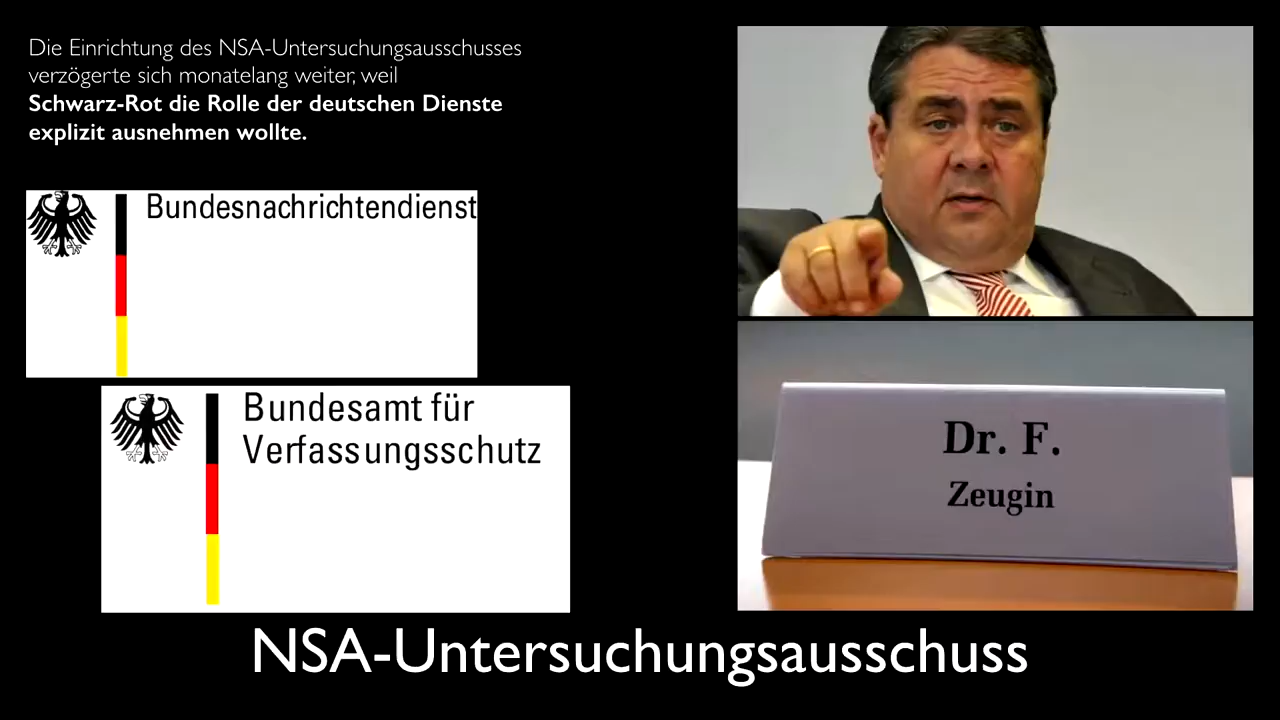 Die Einrichtung des NSA-Untersuchungsausschusses
verzögerte sich monatelang weiter, weil
Schwarz-Rot die Rolle der deutschen Dienste
explizit ausnehmen wollte.
Bundesnachrichtendienst
Bundesamt für
Verfassungsschutz
Dr. F.
Zeugin
NSA-Untersuchungsausschuss